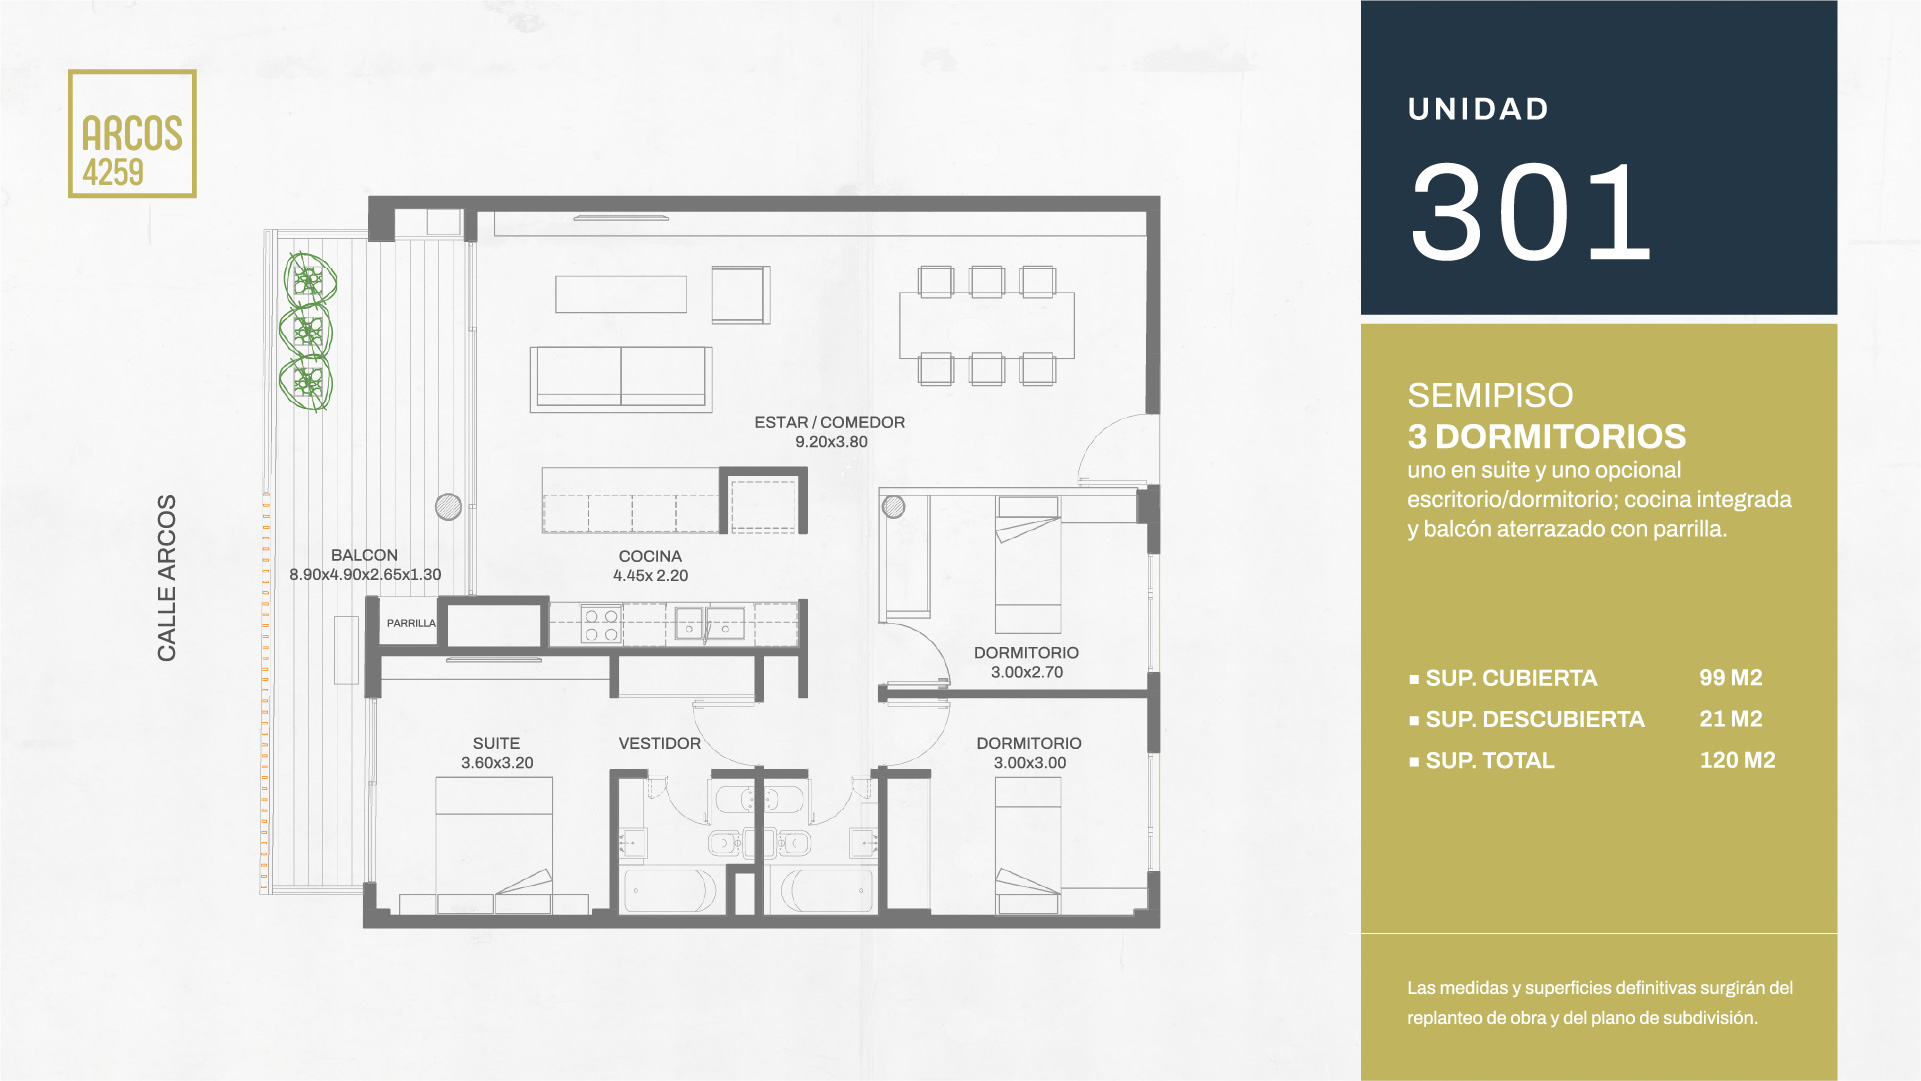 ARCOS
4259
CALLE ARCOS
ESTAR / COMEDOR
9.20x3.80
BALCON
8.90x4.90x2.65x1.30
COCINA
4.45x 2.20
PARRILLA
DORMITORIO
3.00x2.70
SUITE
3.60x3.20
VESTIDOR
DORMITORIO
3.00x3.00
UNIDAD
301
SEMIPISO
3 DORMITORIOS
uno en suite y uno opcional
escritorio/dormitorio; cocina integrada
y balcón aterrazado con parrilla.
▪ SUP. CUBIERTA 99 M2
▪ SUP. DESCUBIERTA 21 M2
▪ SUP. TOTAL 120 M2
Las medidas y superficies definitivas surgirán del
replanteo de obra y del plano de subdivisión.